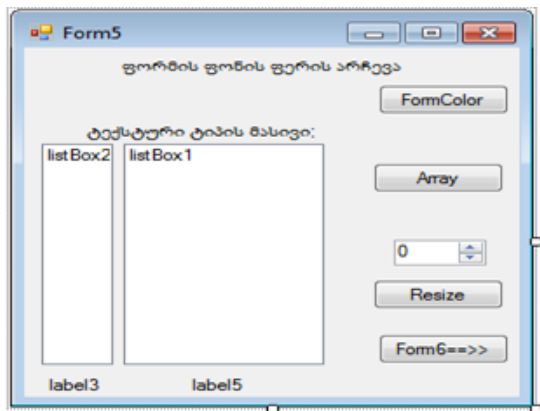 Form5
ფორმის ფონის ფერის არჩევა
FormColor
ტექსტური ტიპის მასივი:
listBox2
listBox1
Array
0
Resize
Form6==>>
label3
label5